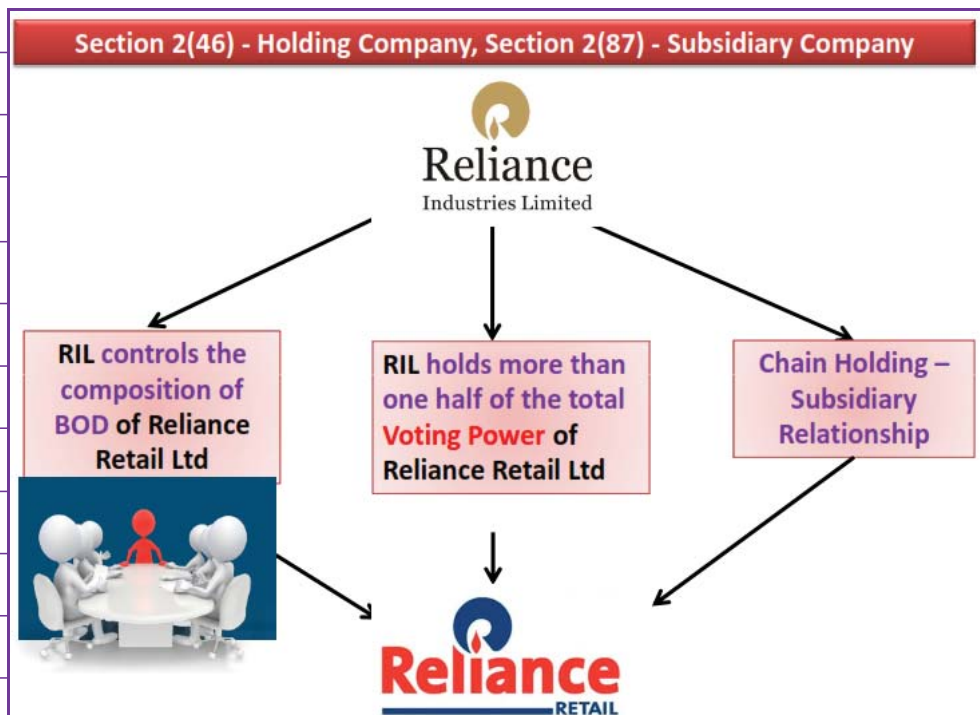 Section 2(46) - Holding Company, Section 2(87) - Subsidiary Company
Reliance
Industries Limited
RIL controls the
composition of
BOD of Reliance
Retail Ltd
RIL holds more than
one half of the total
Voting Power of
Reliance Retail Ltd
Chain Holding –
Subsidiary
Relationship
Reliance
RETAIL